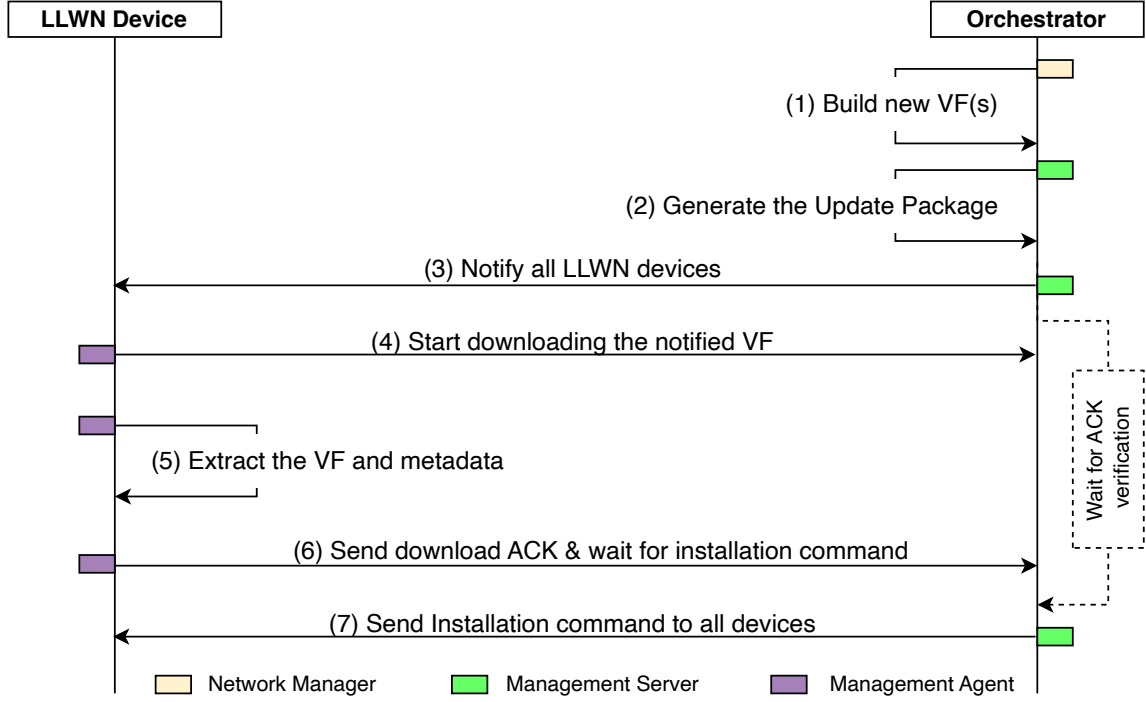 LLWN Device
Orchestrator
(1) Build new VF(s)
(2) Generate the Update Package
(3) Notify all LLWN devices
(4) Start downloading the notified VF
Wait for ACK
verification
(5) Extract the VF and metadata
(6) Send download ACK & wait for installation command
(7) Send Installation command to all devices
Network Manager
Management Server
Management Agent